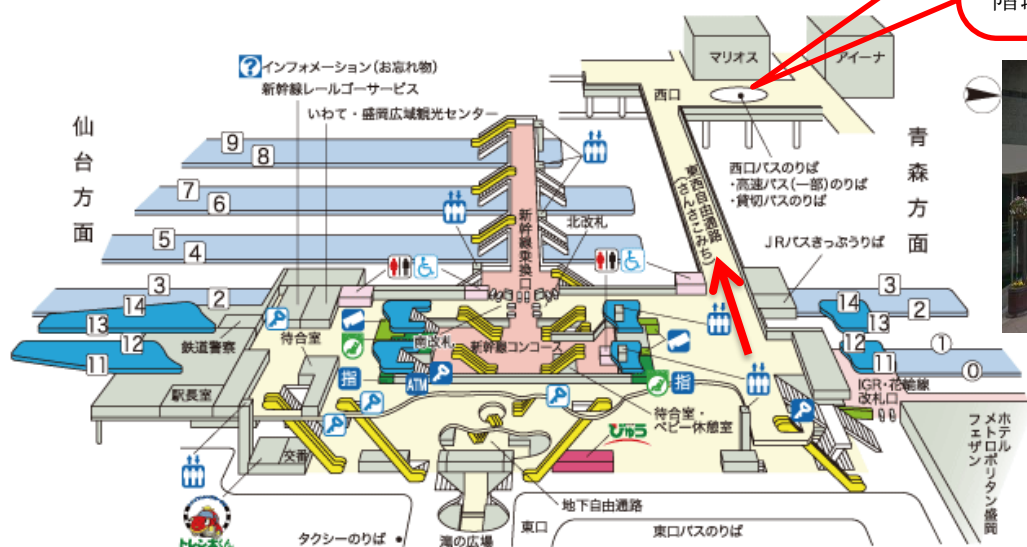 階
マリオス
アイーナ
?インフォメーション(お忘れ物)
新幹線レールゴーサービス
いわて・盛岡広域観光センター
西口
仙台方面
青森方面
9
8
7
6
5
4
3
2
西口バスのりば
・高速バス(一部)のりば
・貸切バスのりば
東西自由通路
(さんさこみち)
新幹線乗換口
北改札
JRバスきっぷうりば
14
13
12
11
鉄道警察
待合室
駅長室
南改札
新幹線コンコース
指
ATM
指
3
2
14
13
12
11
1
0
IGR・花輪線
改札口
待合室・
ベビー休憩室
びゅう
ホテル
メトロポリタン盛岡
フェザン
交番
トレン法くん
地下自由通路
タクシーのりば
滝の広場
東口
東口バスのりば